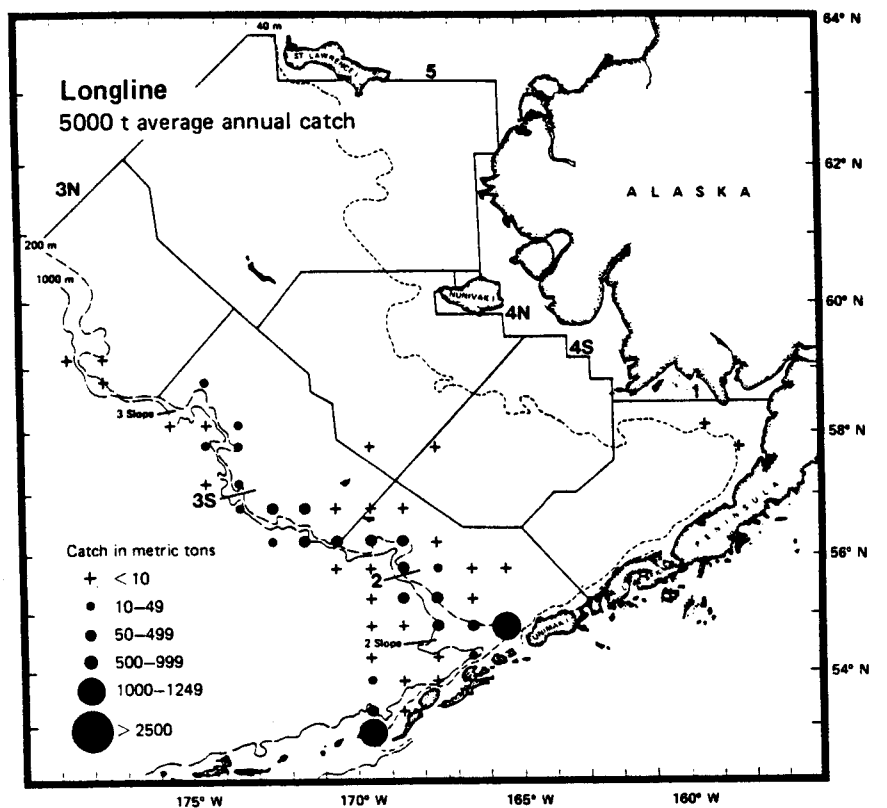 40 m
64° N
ST LAWRENCE I
5
Longline
5000 t average annual catch
62° N
3N
ALASKA
200 m
1000 m
60° N
NUNIVAK I
4N
4S
1
3 Slope
58° N
3S
PENINSULA
Catch in metric tons
+ < 10
10–49
50–499
500–999
1000–1249
> 2500
56° N
2
2 Slope
UNIMAK I
54° N
175° W
170° W
165° W
160° W